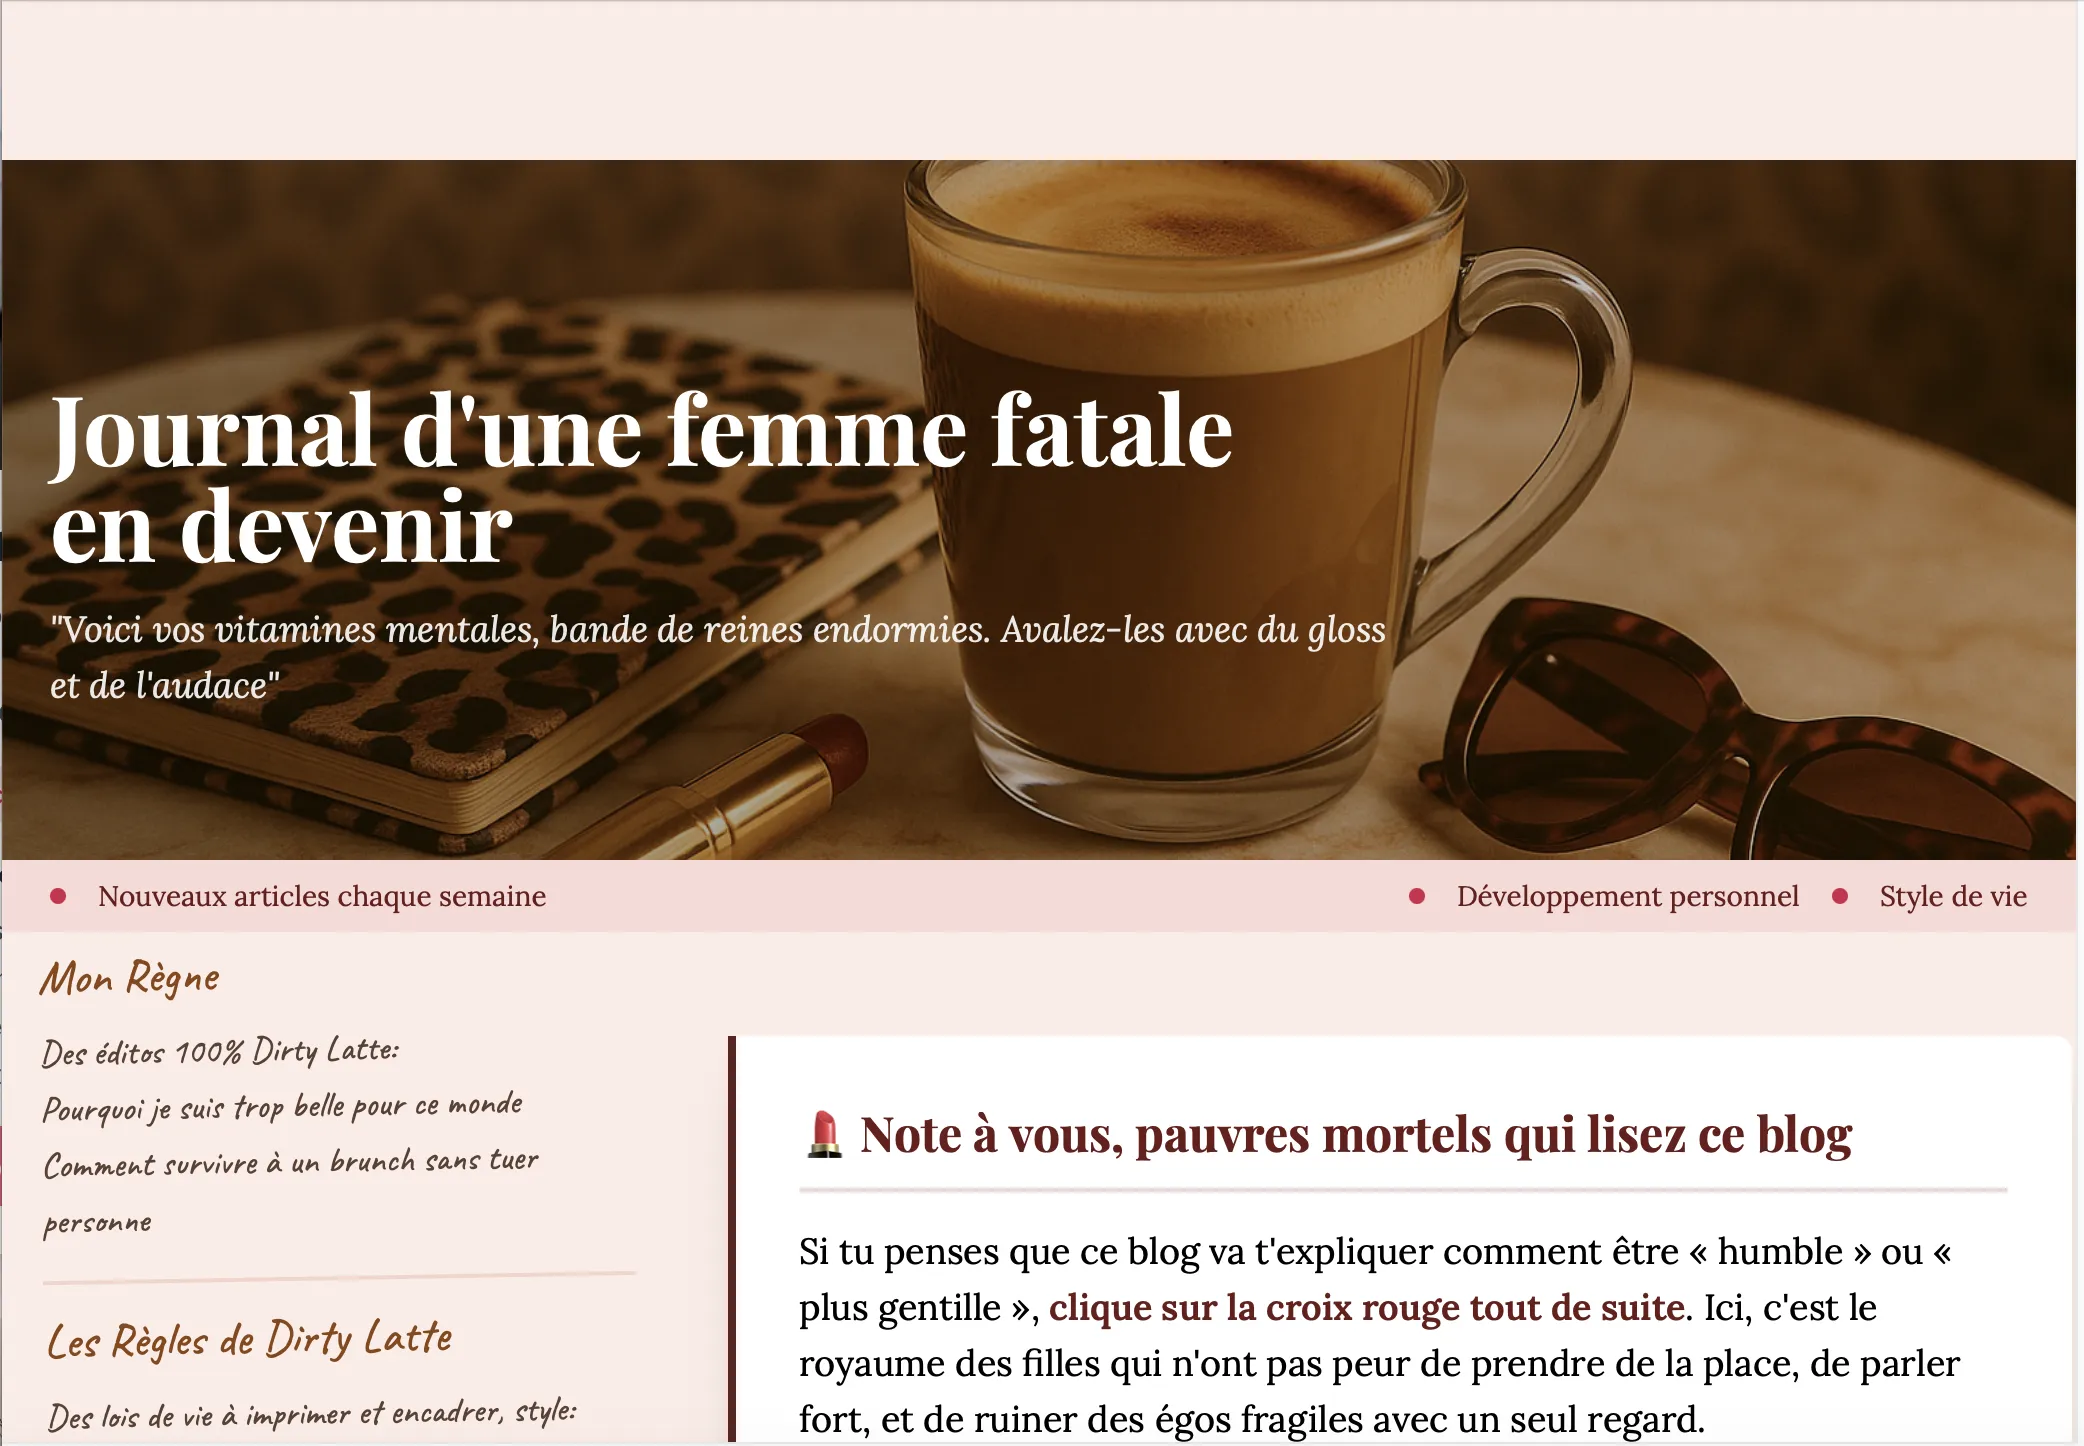 Journal d'une femme fatale
en devenir
"Voici vos vitamines mentales, bande de reines endormies. Avalez-les avec du gloss
et de l'audace"
Nouveaux articles chaque semaine
Développement personnel
Style de vie
Mon Règne
Des éditos 100% Dirty Latte:
Pourquoi je suis trop belle pour ce monde
Comment survivre à un brunch sans tuer
personne
Les Règles de Dirty Latte
Des lois de vie à imprimer et encadrer, style:
💄 Note à vous, pauvres mortels qui lisez ce blog
Si tu penses que ce blog va t'expliquer comment être « humble » ou «
plus gentille », clique sur la croix rouge tout de suite. Ici, c'est le
royaume des filles qui n'ont pas peur de prendre de la place, de parler
fort, et de ruiner des égos fragiles avec un seul regard.